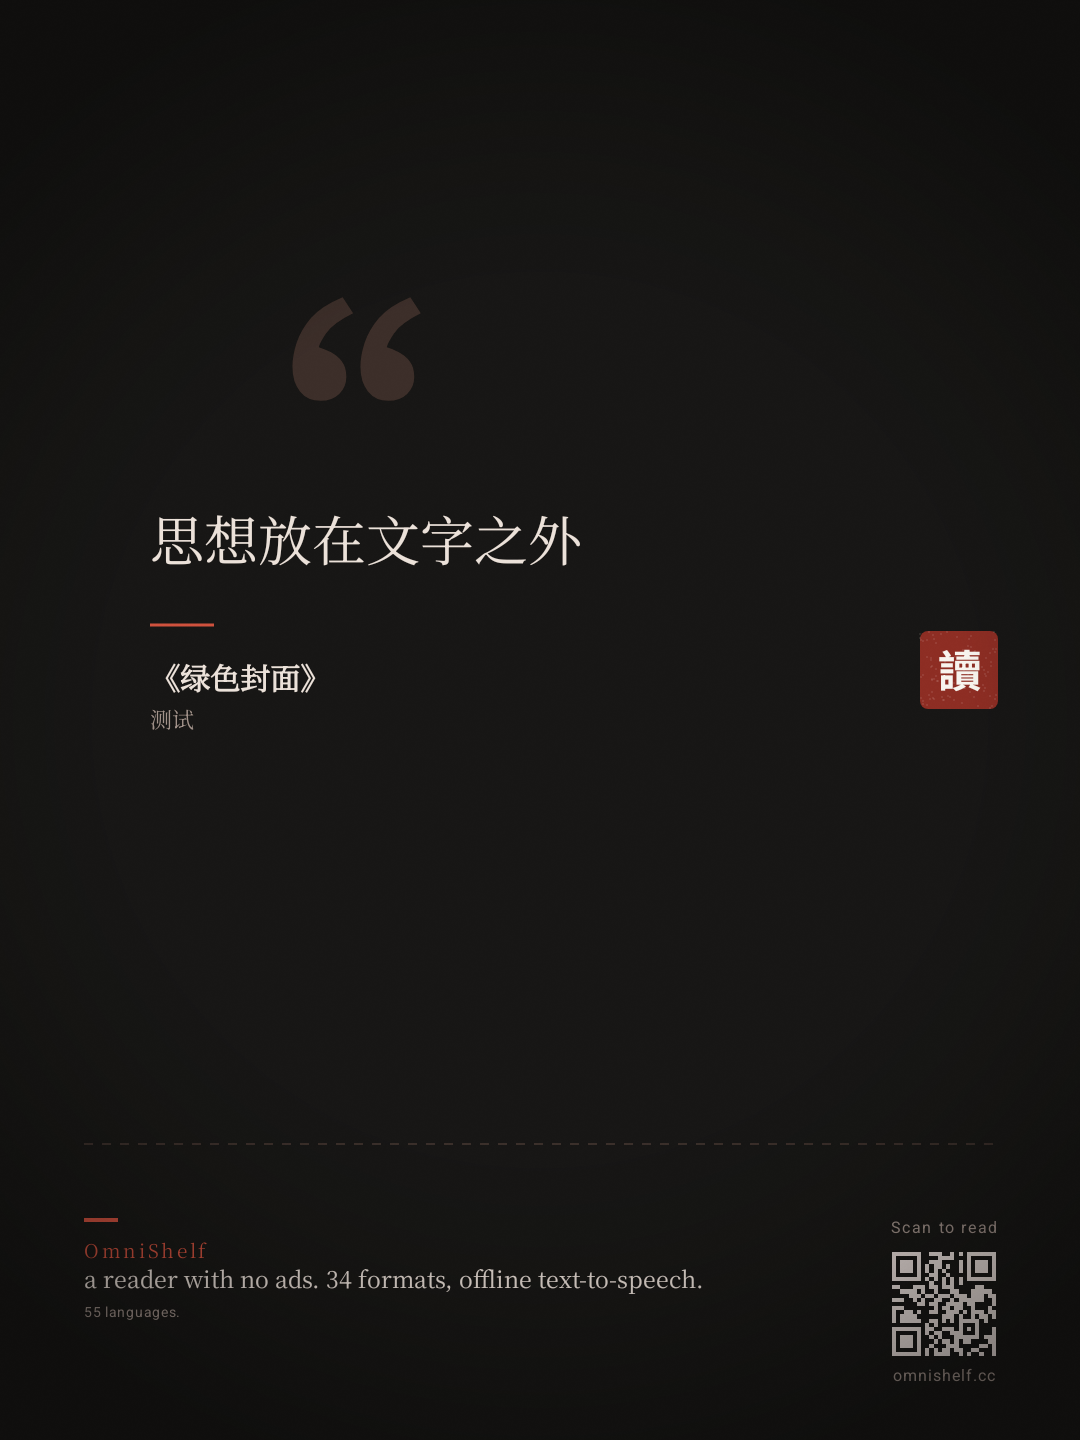 “
思想放在文字之外
《绿色封面》
测试
讀
OmniShelf
a reader with no ads. 34 formats, offline text-to-speech.
55 languages.
Scan to read
omnishelf.cc